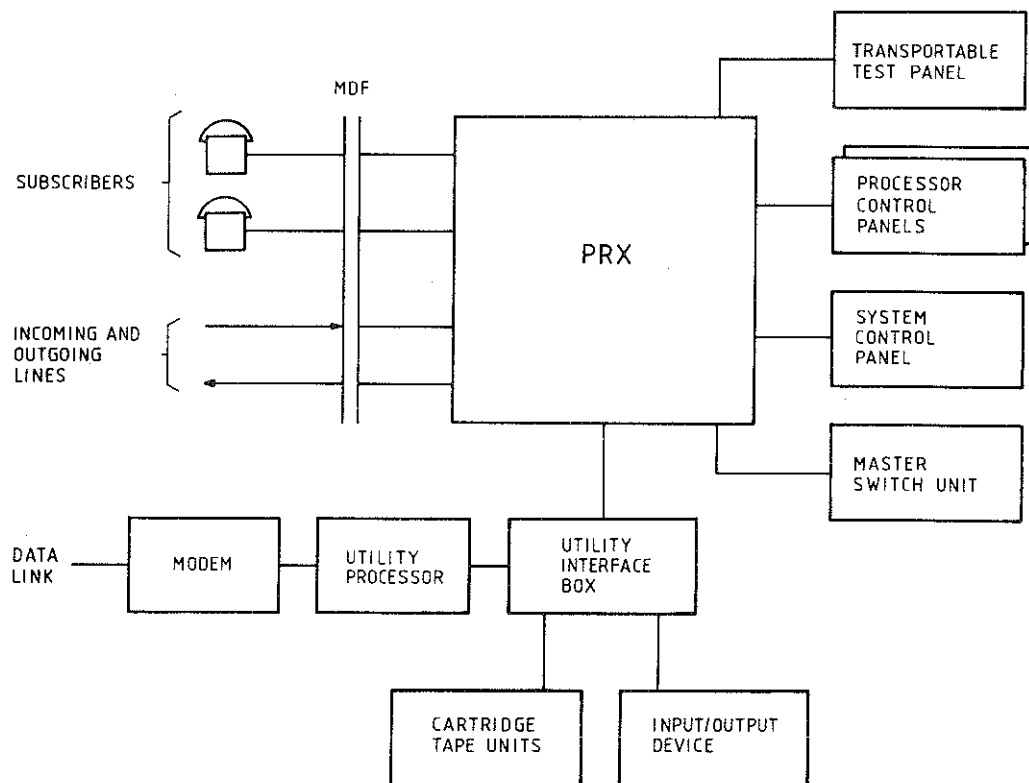 TRANSPORTABLE
TEST PANEL
MDF
SUBSCRIBERS
PROCESSOR
CONTROL
PANELS
PRX
SYSTEM
CONTROL
PANEL
INCOMING AND
OUTGOING
LINES
MASTER
SWITCH UNIT
DATA
LINK
MODEM
UTILITY
PROCESSOR
UTILITY
INTERFACE
BOX
CARTRIDGE
TAPE UNITS
INPUT/OUTPUT
DEVICE